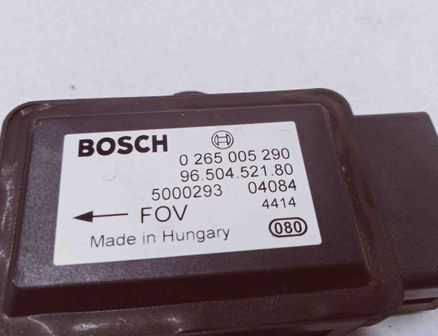 BOSCH
0 265 005 290
96.504.521.80
5000293 04084
← FOV 4414
Made in Hungary 080